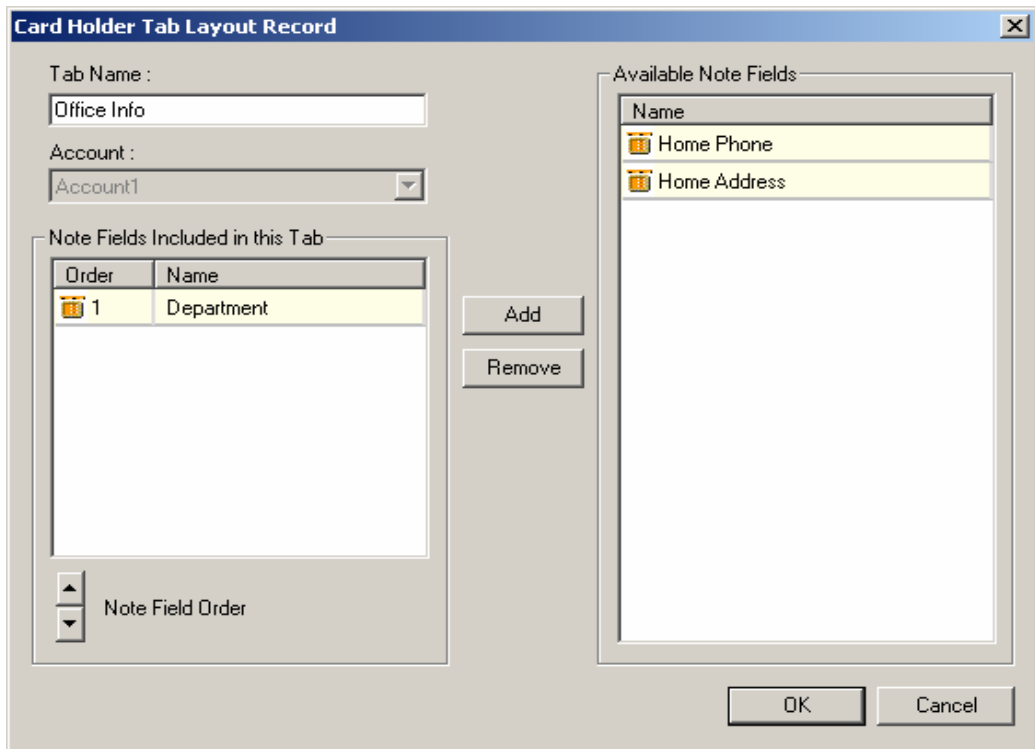 Card Holder Tab Layout Record
Tab Name :
Office Info
Account :
Account1
Note Fields Included in this Tab
Order Name
1 Department
Note Field Order
Add
Remove
Available Note Fields
Name
Home Phone
Home Address
OK Cancel